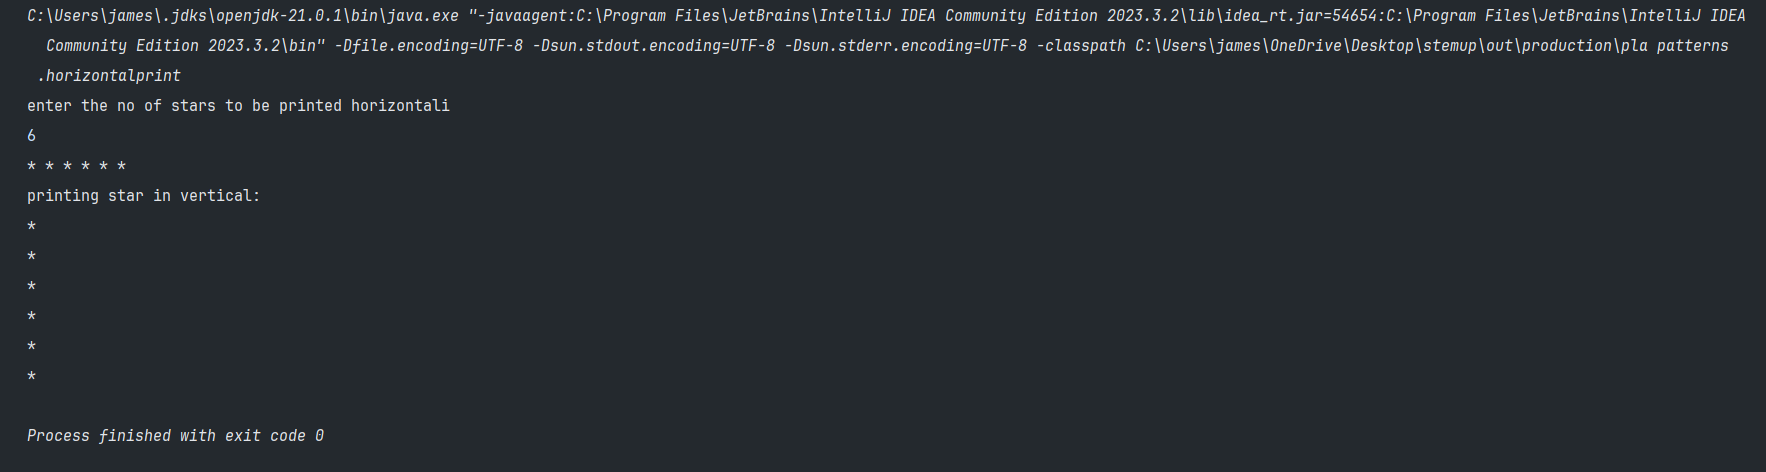 C:\Users\james\.jdks\openjdk-21.0.1\bin\java.exe "-javaagent:C:\Program Files\JetBrains\IntelliJ IDEA Community Edition 2023.3.2\lib\idea_rt.jar=54654:C:\Program Files\JetBrains\IntelliJ IDEA
Community Edition 2023.3.2\bin" -Dfile.encoding=UTF-8 -Dsun.stdout.encoding=UTF-8 -Dsun.stderr.encoding=UTF-8 -classpath C:\Users\james\OneDrive\Desktop\stemup\out\production\pla patterns
.horizontalprint
enter the no of stars to be printed horizontali
6
* * * * * *
printing star in vertical:
*
*
*
*
*
*
Process finished with exit code 0